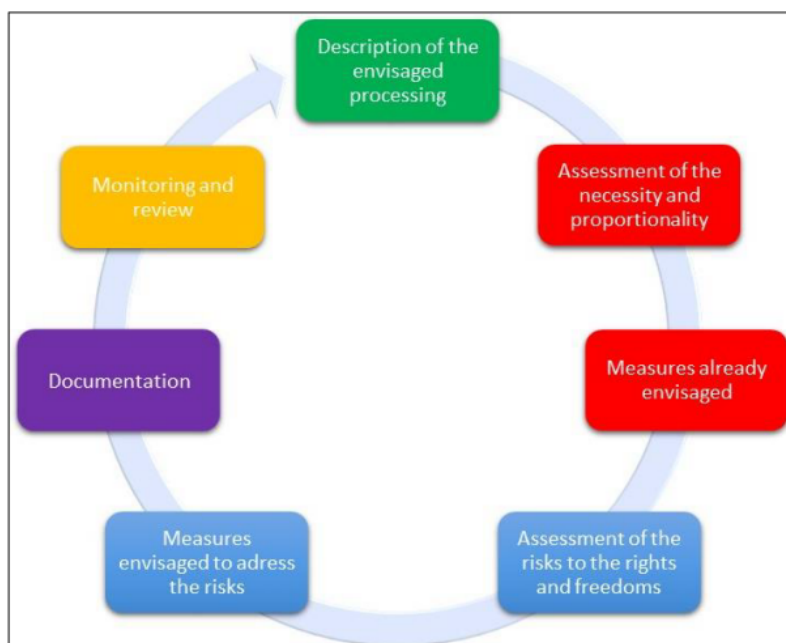 Description of the
envisaged
processing
Assessment of the
necessity and
proportionality
Measures already
envisaged
Assessment of the
risks to the rights
and freedoms
Measures
envisaged to adress
the risks
Documentation
Monitoring and
review